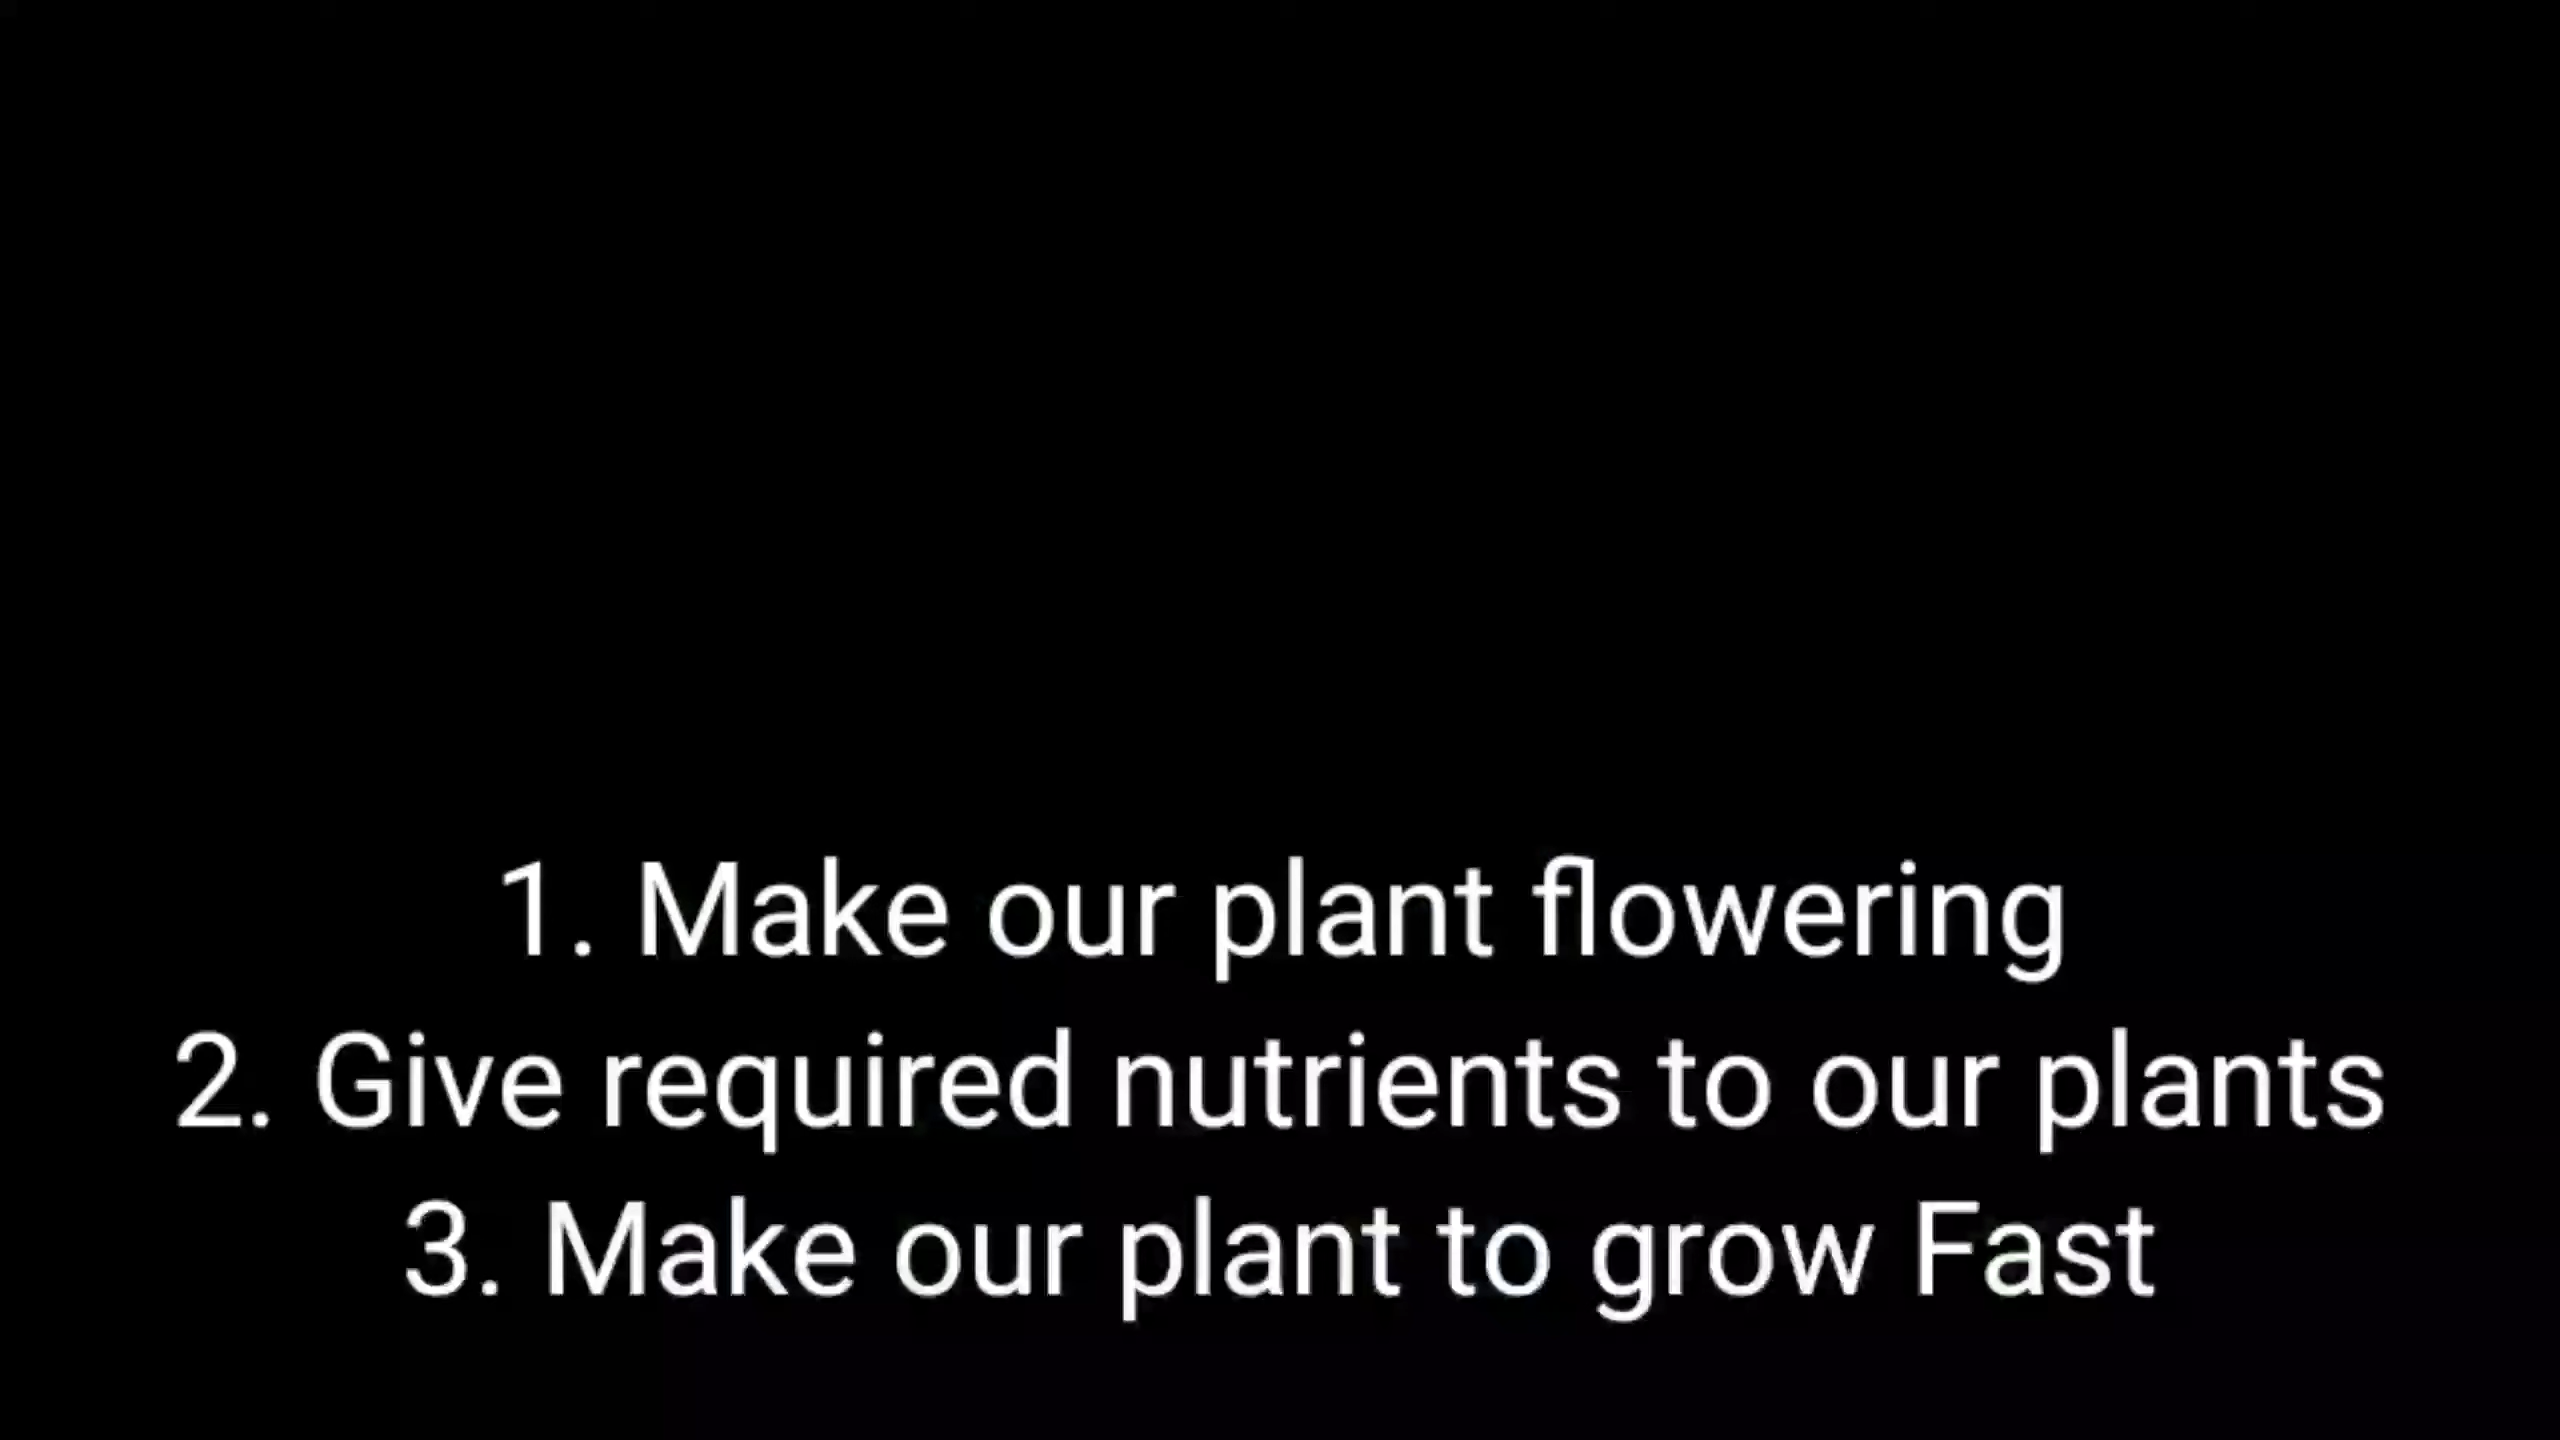 1. Make our plant flowering
2. Give required nutrients to our plants
3. Make our plant to grow Fast